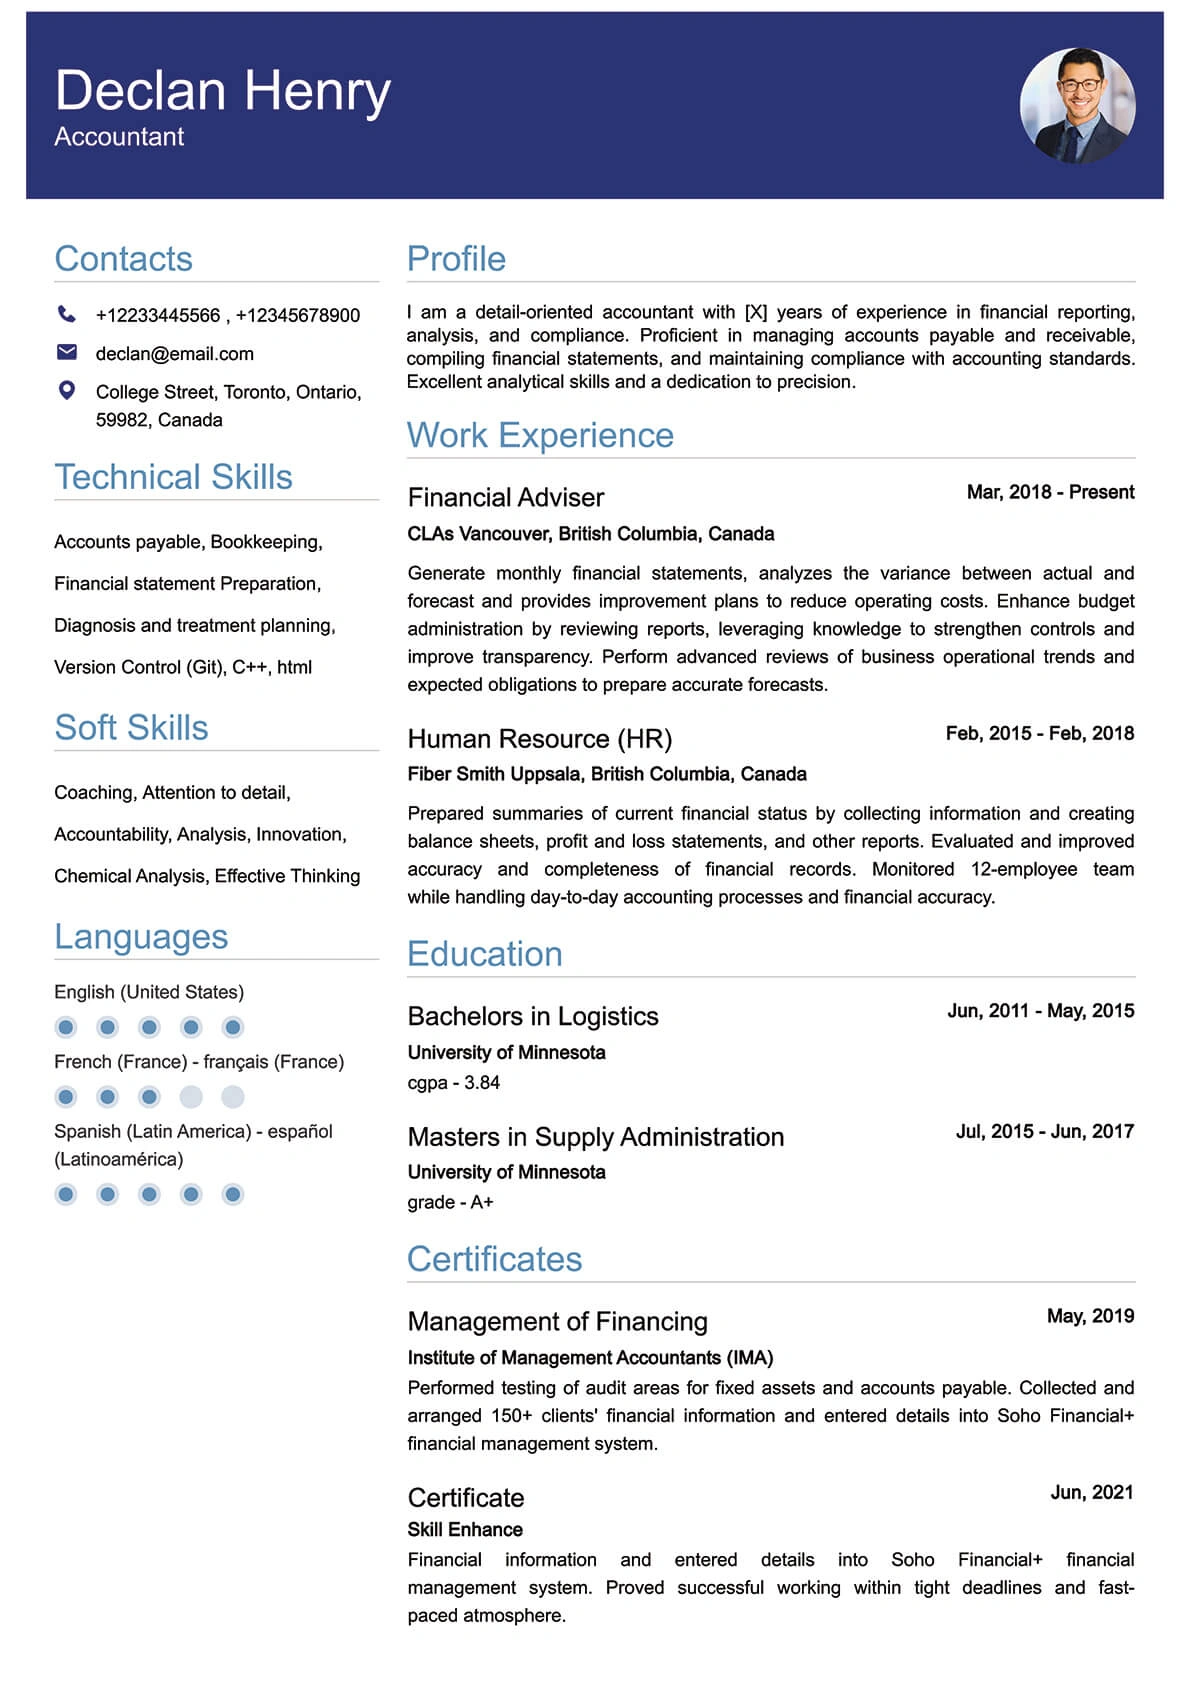 Declan Henry
Accountant
Contacts
+12233445566 , +12345678900
declan@email.com
College Street, Toronto, Ontario,
59982, Canada
Technical Skills
Accounts payable, Bookkeeping,
Financial statement Preparation,
Diagnosis and treatment planning,
Version Control (Git), C++, html
Soft Skills
Coaching, Attention to detail,
Accountability, Analysis, Innovation,
Chemical Analysis, Effective Thinking
Languages
English (United States)
French (France) - français (France)
Spanish (Latin America) - español
(Latinoamérica)
Profile
I am a detail-oriented accountant with [X] years of experience in financial reporting,
analysis, and compliance. Proficient in managing accounts payable and receivable,
compiling financial statements, and maintaining compliance with accounting standards.
Excellent analytical skills and a dedication to precision.
Work Experience
Financial Adviser
Mar, 2018 - Present
CLAs Vancouver, British Columbia, Canada
Generate monthly financial statements, analyzes the variance between actual and
forecast and provides improvement plans to reduce operating costs. Enhance budget
administration by reviewing reports, leveraging knowledge to strengthen controls and
improve transparency. Perform advanced reviews of business operational trends and
expected obligations to prepare accurate forecasts.
Human Resource (HR)
Feb, 2015 - Feb, 2018
Fiber Smith Uppsala, British Columbia, Canada
Prepared summaries of current financial status by collecting information and creating
balance sheets, profit and loss statements, and other reports. Evaluated and improved
accuracy and completeness of financial records. Monitored 12-employee team
while handling day-to-day accounting processes and financial accuracy.
Education
Bachelors in Logistics
Jun, 2011 - May, 2015
University of Minnesota
cgpa - 3.84
Masters in Supply Administration
Jul, 2015 - Jun, 2017
University of Minnesota
grade - A+
Certificates
Management of Financing
May, 2019
Institute of Management Accountants (IMA)
Performed testing of audit areas for fixed assets and accounts payable. Collected and
arranged 150+ clients' financial information and entered details into Soho Financial+
financial management system.
Certificate
Jun, 2021
Skill Enhance
Financial information and entered details into Soho Financial+ financial
management system. Proved successful working within tight deadlines and fast-
paced atmosphere.